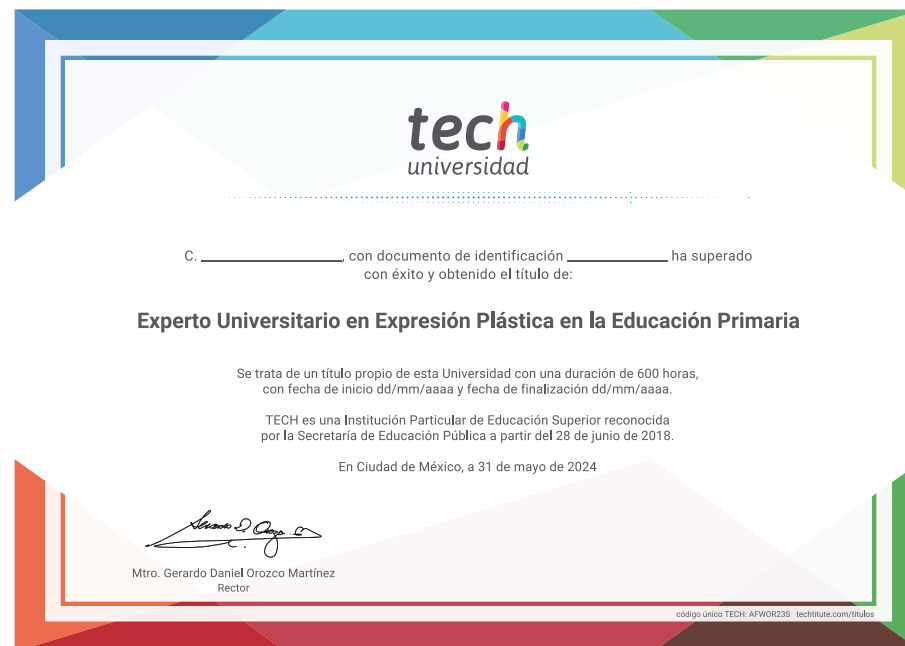 tech
universidad
C. ____________, con documento de identificación ____________ ha superado
con éxito y obtenido el título de:
Experto Universitario en Expresión Plástica en la Educación Primaria
Se trata de un título propio de esta Universidad con una duración de 600 horas,
con fecha de inicio dd/mm/aaaa y fecha de finalización dd/mm/aaaa.
TECH es una Institución Particular de Educación Superior reconocida
por la Secretaría de Educación Pública a partir del 28 de junio de 2018.
En Ciudad de México, a 31 de mayo de 2024
Mtro. Gerardo Daniel Orozco Martínez
Rector
código único TECH: AFWOR23S techtitute.com/títulos